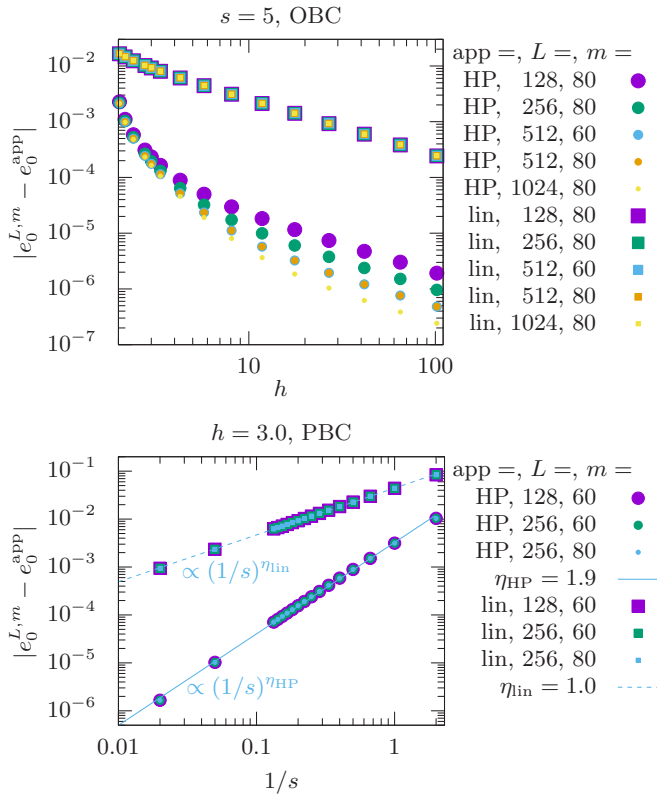 s = 5, OBC
|e_0^{L,m} − e_0^{app}|
10^{−2}
10^{−3}
10^{−4}
10^{−5}
10^{−6}
10^{−7}
10
100
h
app =, L =, m =
HP, 128, 80
HP, 256, 80
HP, 512, 60
HP, 512, 80
HP, 1024, 80
lin, 128, 80
lin, 256, 80
lin, 512, 60
lin, 512, 80
lin, 1024, 80
h = 3.0, PBC
|e_0^{L,m} − e_0^{app}|
10^{−1}
10^{−2}
10^{−3}
10^{−4}
10^{−5}
10^{−6}
∝ (1/s)^{η_lin}
∝ (1/s)^{η_HP}
0.01
0.1
1
1/s
app =, L =, m =
HP, 128, 60
HP, 256, 60
HP, 256, 80
η_HP = 1.9
lin, 128, 60
lin, 256, 60
lin, 256, 80
η_lin = 1.0